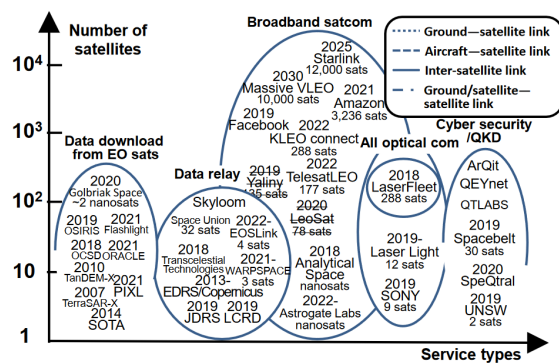 Number of
satellites
10⁴
10³
10²
10
1
Service types
Ground—satellite link
Aircraft—satellite link
Inter-satellite link
Ground/satellite—
satellite link
Data download
from EO sats
2020
Golbriak Space
~2 nanosats
2019
OSIRIS
2021
Flashlight
2018
OCSD
2021
ORACLE
2010
TanDEM-X
2021
PIXL
2007
TerraSAR-X
2014
SOTA
Data relay
Skyloom
Space Union
32 sats
2022-
EOSLink
4 sats
2018
Transcelestial
Technologies
2021-
WARPSPACE
3 sats
2013-
EDRS/Copernicus
2019
JDRS
2019
LCRD
Broadband satcom
2025
Starlink
12,000 sats
2030
Massive VLEO
10,000 sats
2021
Amazon
3,236 sats
2019
Facebook
2022
KLEO connect
288 sats
2019
Yaliny
135 sats
2022
TelesatLEO
177 sats
2020
LeoSat
78 sats
2018
Analytical
Space
nanosats
2022-
Astrogate Labs
nanosats
All optical com
2018
LaserFleet
288 sats
2019-
Laser Light
12 sats
2019
SONY
9 sats
Cyber security
/QKD
ArQit
QEYnet
QTLABS
2019
Spacebelt
30 sats
2020
SpeQtral
2019
UNSW
2 sats